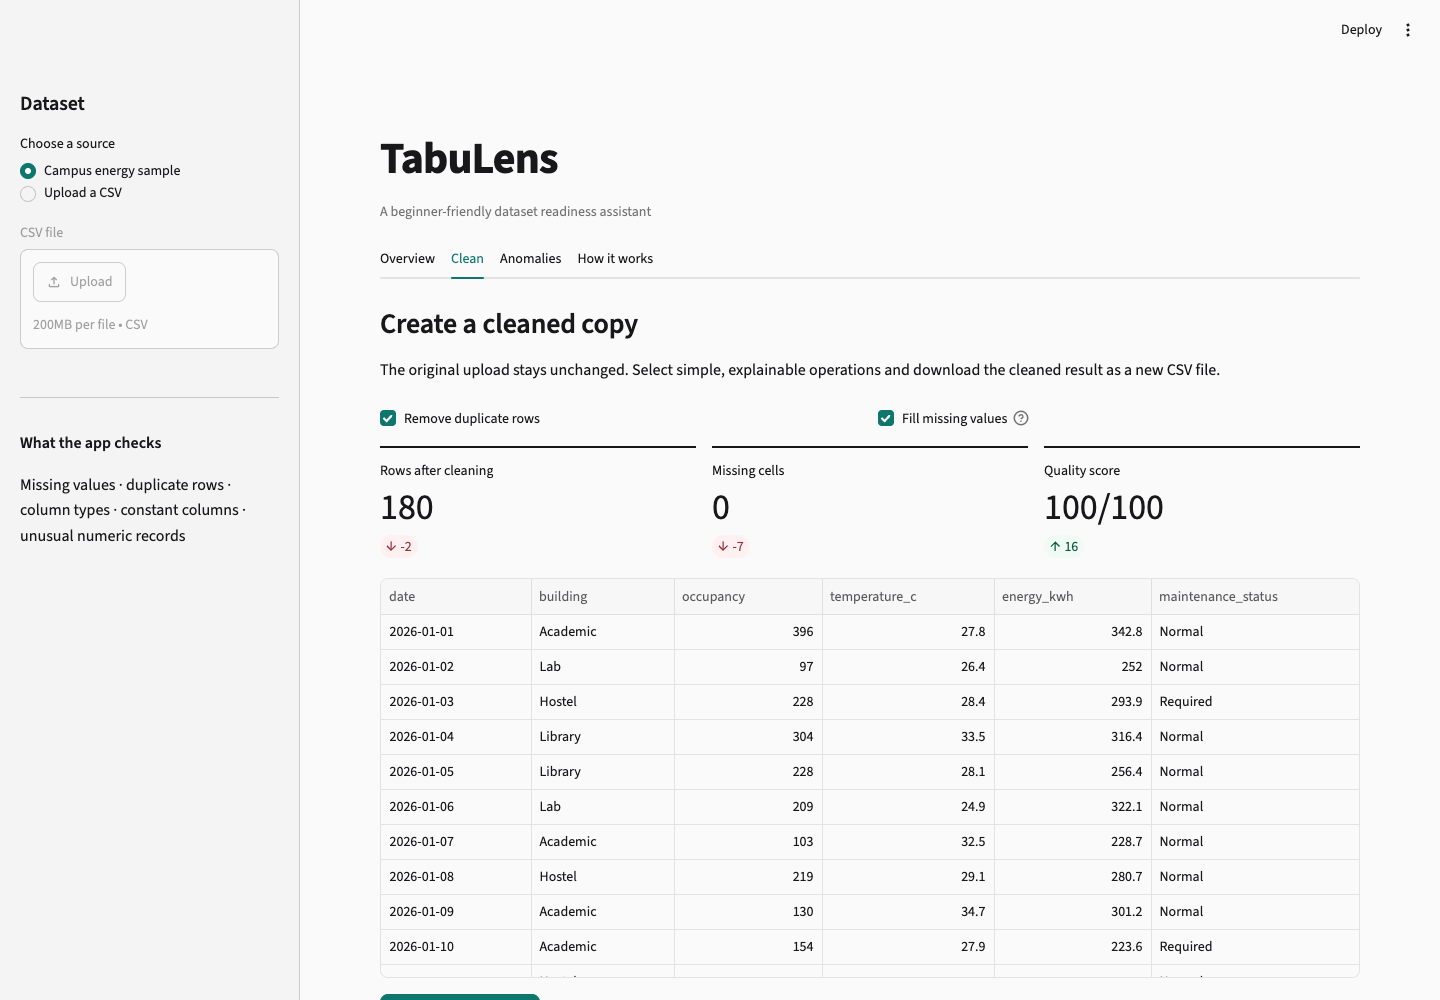 Deploy
Dataset
Choose a source
Campus energy sample
Upload a CSV
CSV file
Upload
200MB per file • CSV
What the app checks
Missing values · duplicate rows ·
column types · constant columns ·
unusual numeric records
TabuLens
A beginner-friendly dataset readiness assistant
Overview Clean Anomalies How it works
Create a cleaned copy
The original upload stays unchanged. Select simple, explainable operations and download the cleaned result as a new CSV file.
Remove duplicate rows Fill missing values
Rows after cleaning Missing cells Quality score
180 0 100/100
-2 -7 16
date building occupancy temperature_c energy_kwh maintenance_status
2026-01-01 Academic 396 27.8 342.8 Normal
2026-01-02 Lab 97 26.4 252 Normal
2026-01-03 Hostel 228 28.4 293.9 Required
2026-01-04 Library 304 33.5 316.4 Normal
2026-01-05 Library 228 28.1 256.4 Normal
2026-01-06 Lab 209 24.9 322.1 Normal
2026-01-07 Academic 103 32.5 228.7 Normal
2026-01-08 Hostel 219 29.1 280.7 Normal
2026-01-09 Academic 130 34.7 301.2 Normal
2026-01-10 Academic 154 27.9 223.6 Required